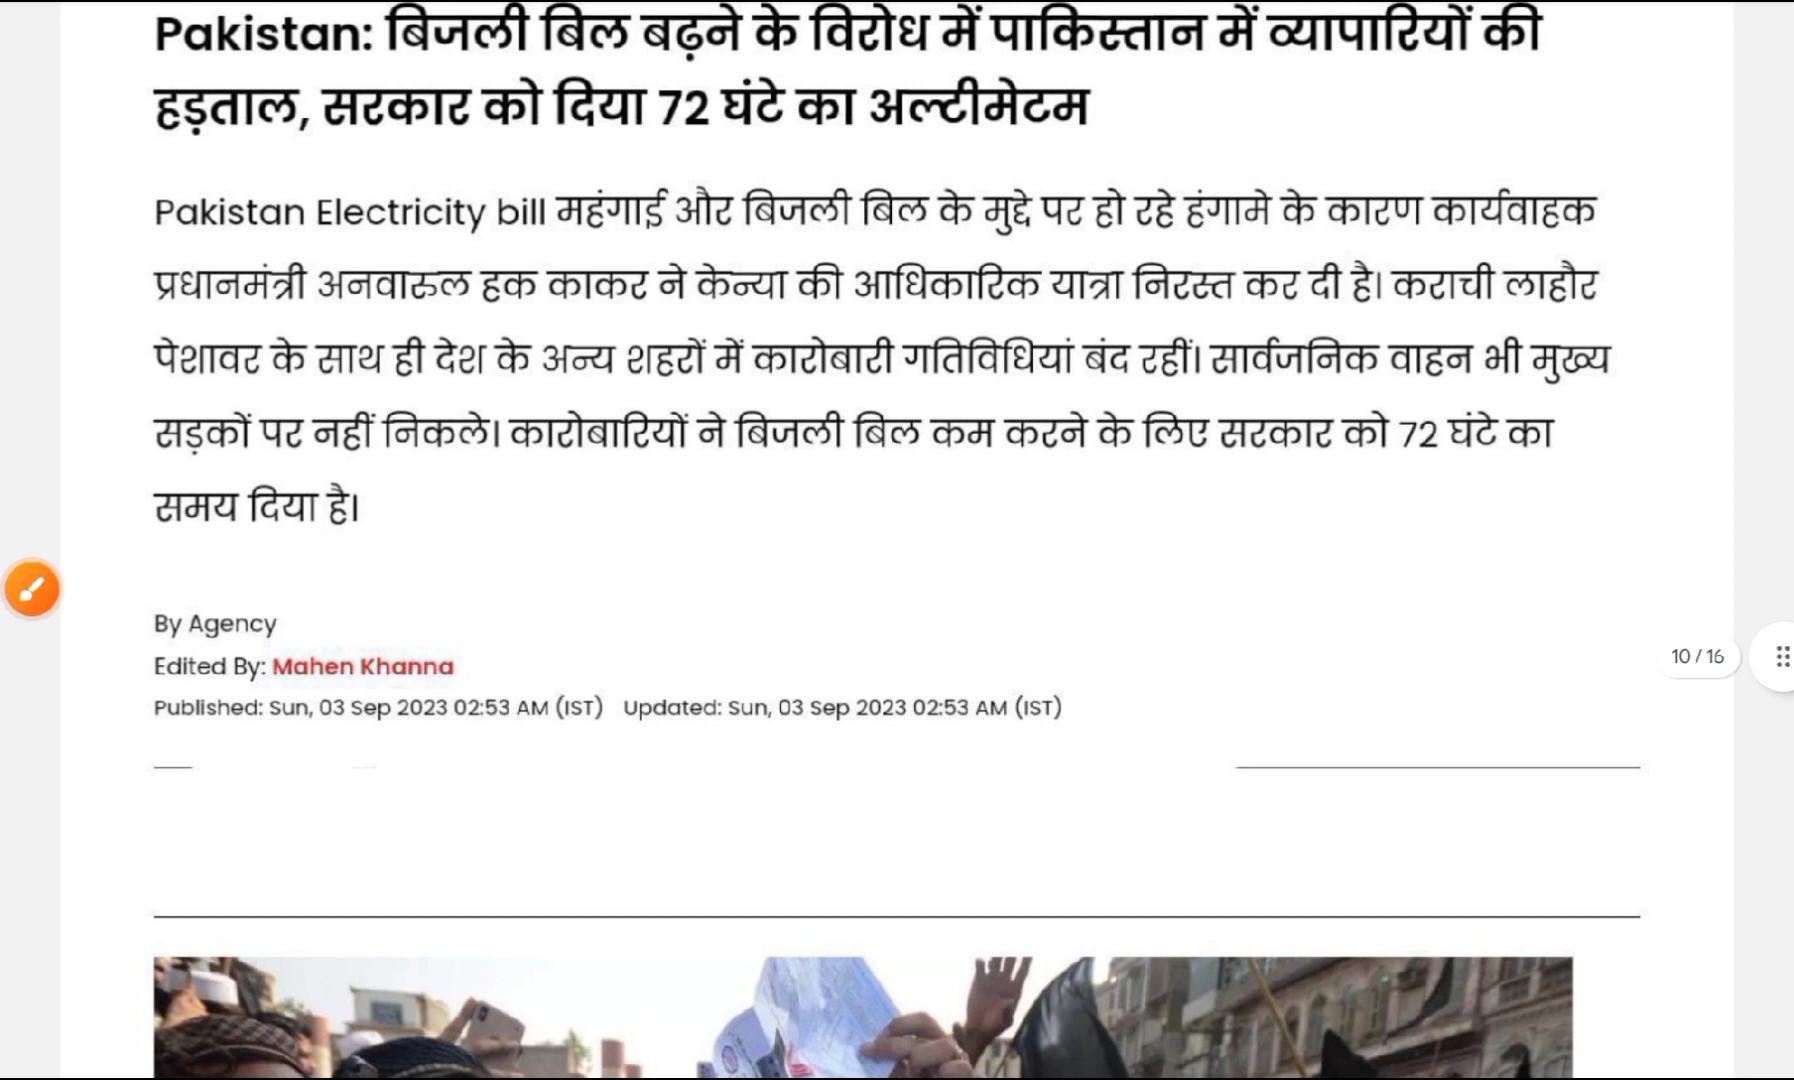 Pakistan: बिजली बिल बढ़ने के विरोध में पाकिस्तान में व्यापारियों की
हड़ताल, सरकार को दिया 72 घंटे का अल्टीमेटम
Pakistan Electricity bill महंगाई और बिजली बिल के मुद्दे पर हो रहे हंगामे के कारण कार्यवाहक
प्रधानमंत्री अनवारुल हक काकर ने केन्या की आधिकारिक यात्रा निरस्त कर दी है। कराची लाहौर
पेशावर के साथ ही देश के अन्य शहरों में कारोबारी गतिविधियां बंद रहीं। सार्वजनिक वाहन भी मुख्य
सड़कों पर नहीं निकले। कारोबारियों ने बिजली बिल कम करने के लिए सरकार को 72 घंटे का
समय दिया है।
By Agency
Edited By: Mahen Khanna
Published: Sun, 03 Sep 2023 02:53 AM (IST) Updated: Sun, 03 Sep 2023 02:53 AM (IST)
10 / 16